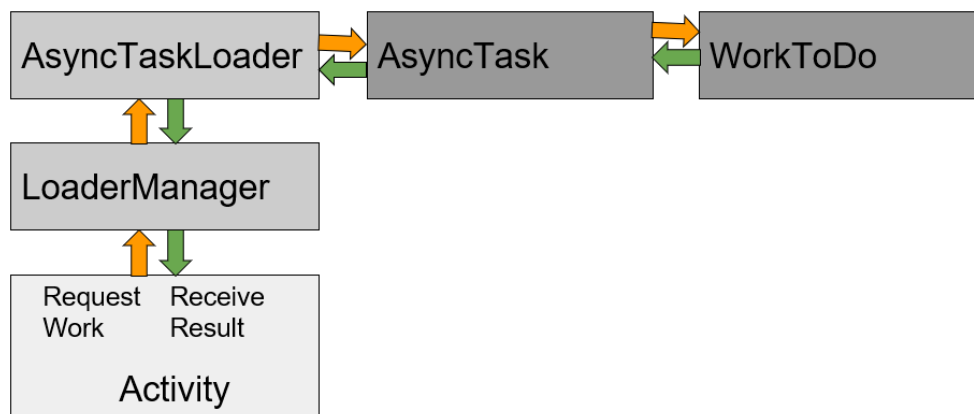 AsyncTaskLoader
AsyncTask
WorkToDo
LoaderManager
Request Receive
Work Result
Activity